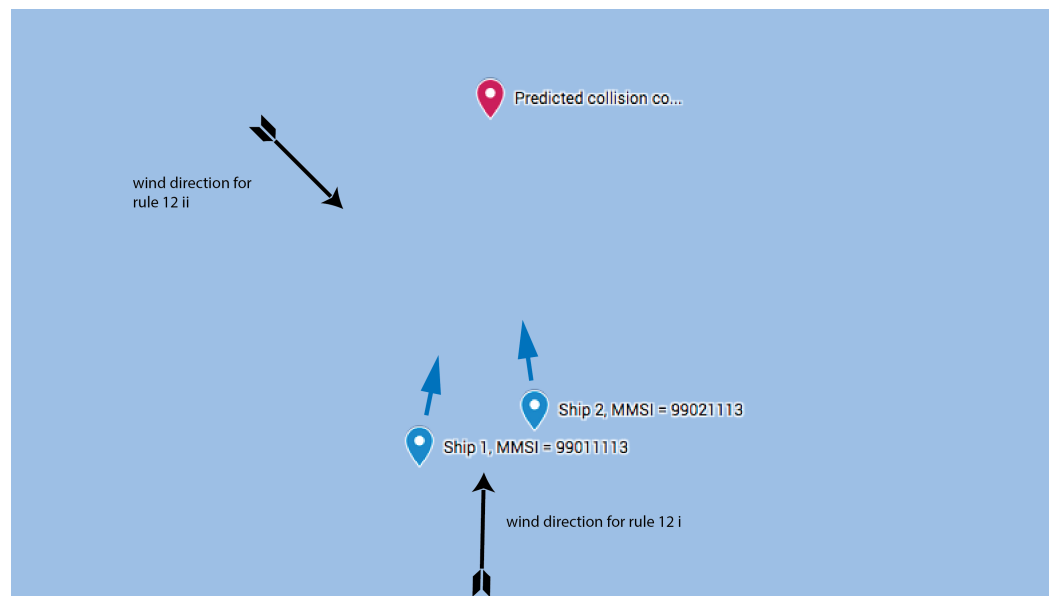 Predicted collision co...
wind direction for
rule 12 ii
Ship 2, MMSI = 99021113
Ship 1, MMSI = 99011113
wind direction for rule 12 i